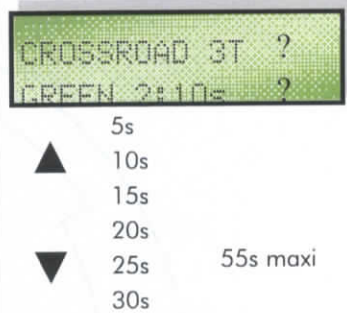 CROSSROAD 3T ?
GREEN 2:10s ?
5s
10s
15s
20s
25s 55s maxi
30s